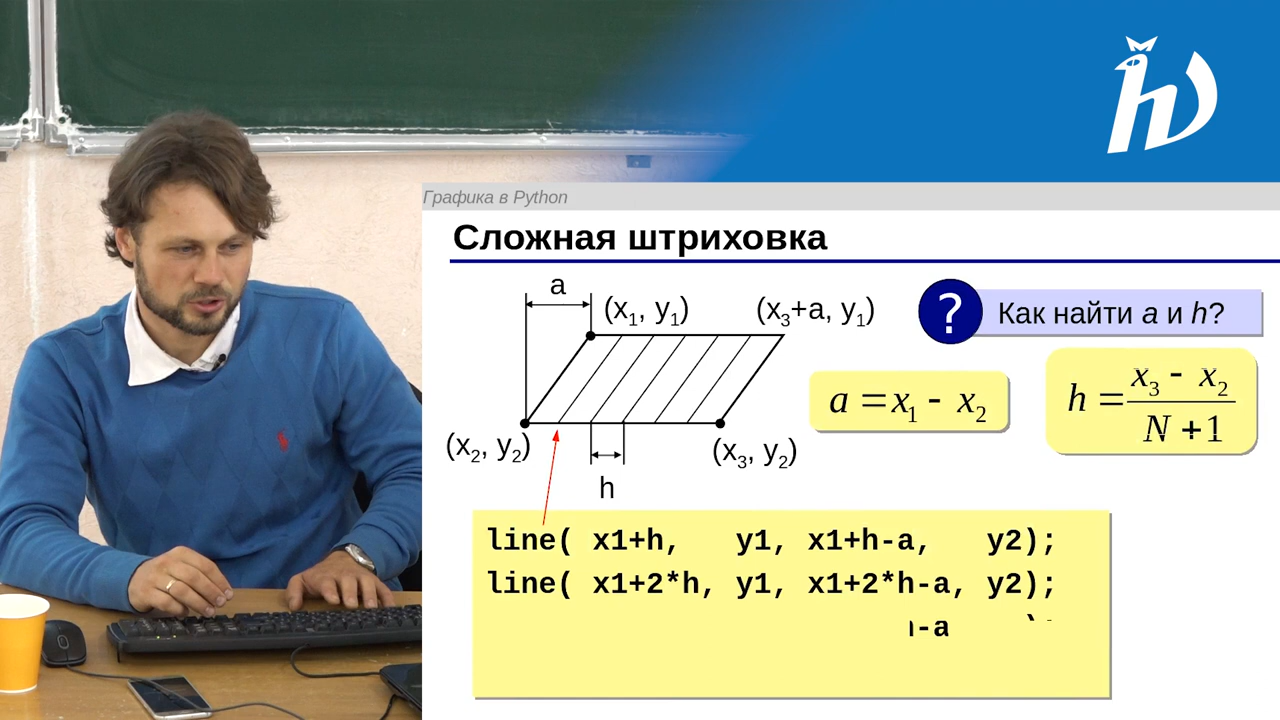 Графика в Python
Сложная штриховка
a
(x₁, y₁)
(x₃+a, y₁)
? Как найти a и h?
a = x₁ - x₂
h = (x₃ - x₂) / (N + 1)
(x₂, y₂)
(x₃, y₂)
h
line( x1+h, y1, x1+h-a, y2);
line( x1+2*h, y1, x1+2*h-a, y2);
-a